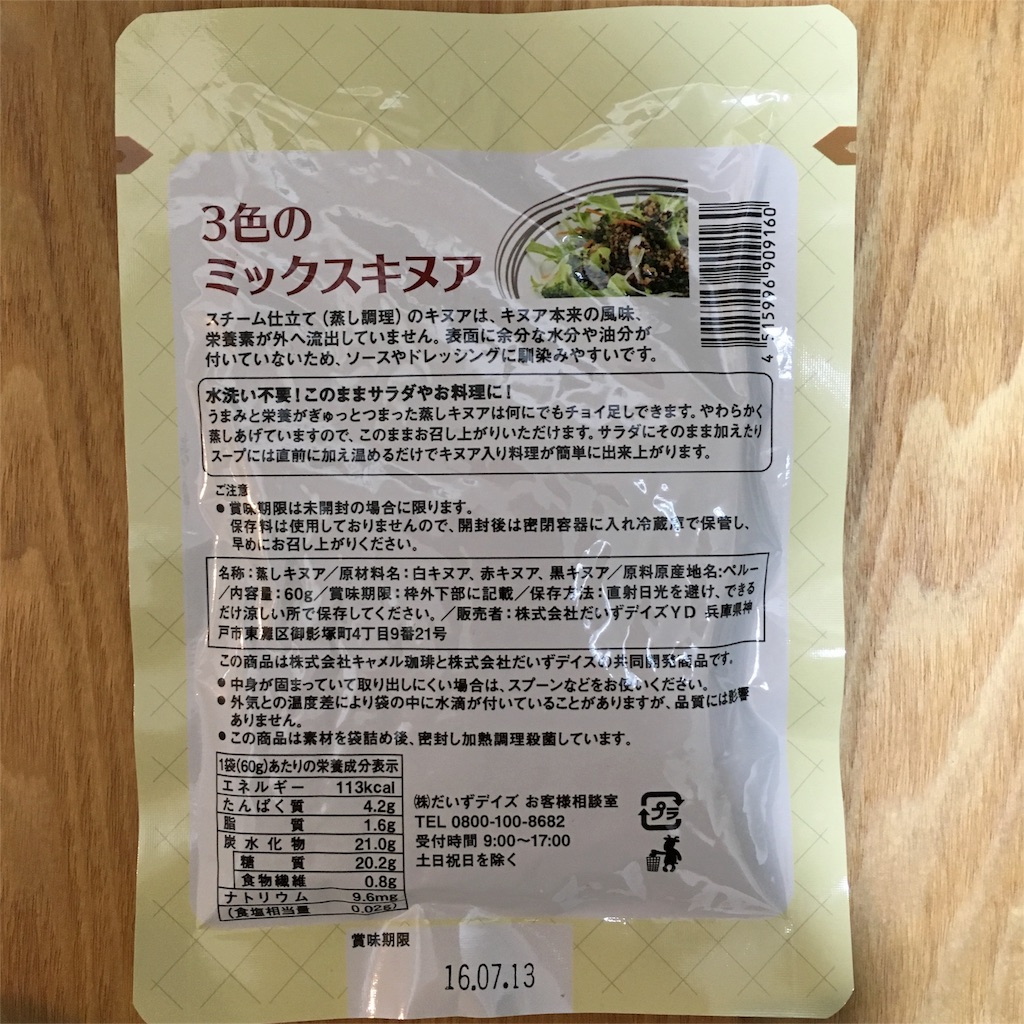 3色の
ミックスキヌア
スチーム仕立て(蒸し調理)のキヌアは、キヌア本来の風味、
栄養素が外へ流出していません。表面に余分な水分や油分が
付いていないため、ソースやドレッシングに馴染みやすいです。
4 515996 909160
水洗い不要!このままサラダやお料理に!
うまみと栄養がぎゅっとつまった蒸しキヌアは何にでもチョイ足しできます。やわらかく
蒸しあげていますので、このままお召し上がりいただけます。サラダにそのまま加えたり
スープには直前に加え温めるだけでキヌア入り料理が簡単に出来上がります。
ご注意
●賞味期限は未開封の場合に限ります。
保存料は使用しておりませんので、開封後は密閉容器に入れ冷蔵庫で保管し、
早めにお召し上がりください。
名称:蒸しキヌア/原材料名:白キヌア、赤キヌア、黒キヌア/原料原産地名:ペルー
/内容量:60g/賞味期限:枠外下部に記載/保存方法:直射日光を避け、できる
だけ涼しい所で保存してください。/販売者:株式会社だいずデイズYD 兵庫県神
戸市東灘区御影塚町4丁目9番21号
この商品は株式会社キャメル珈琲と株式会社だいずデイズの共同開発商品です。
●中身が固まっていて取り出しにくい場合は、スプーンなどをお使いください。
●外気との温度差により袋の中に水滴が付いていることがありますが、品質には影響
ありません。
●この商品は素材を袋詰め後、密封し加熱調理殺菌しています。
1袋(60g)あたりの栄養成分表示
エネルギー 113kcal
たんぱく質 4.2g
脂質 1.6g
炭水化物 21.0g
糖質 20.2g
食物繊維 0.8g
ナトリウム 9.6mg
(食塩相当量 0.02g)
㈱だいずデイズ お客様相談室
TEL 0800-100-8682
受付時間 9:00〜17:00
土日祝日を除く
プラ
賞味期限
16.07.13